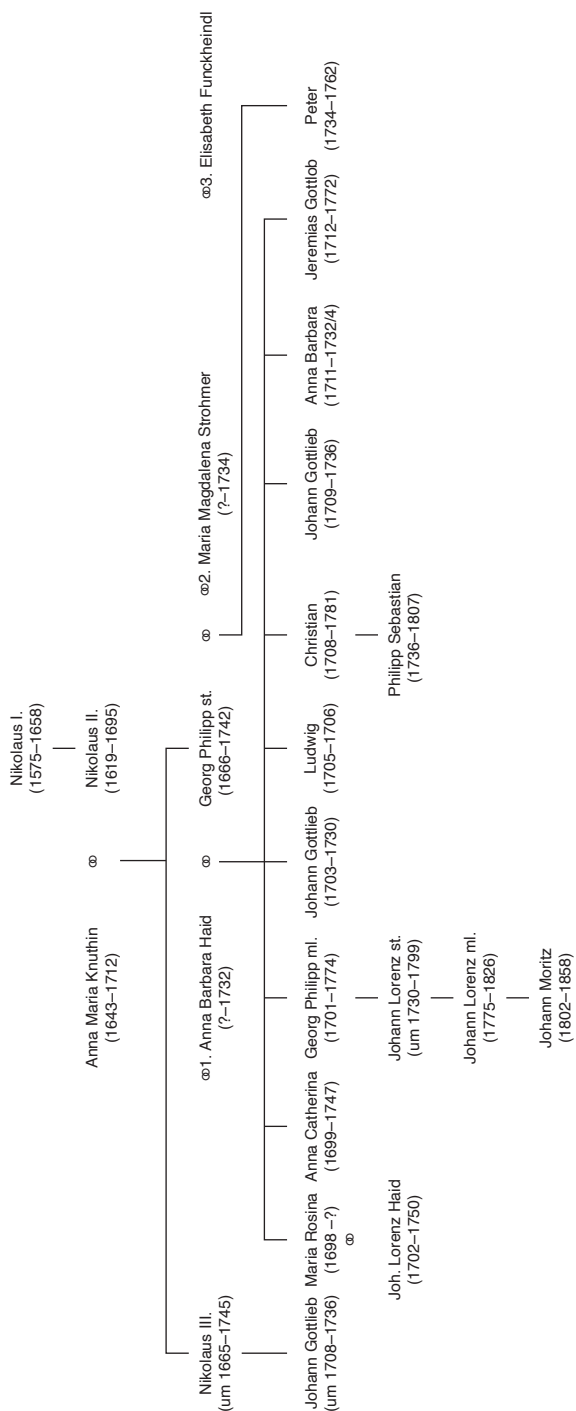 Nikolaus I.
(1575–1658)
Nikolaus II.
(1619–1695)
Anna Maria Knuthin
(1643–1712)
⚭
Nikolaus III.
(um 1665–1745)
⚭1. Anna Barbara Haid
(?–1732)
⚭
Georg Philipp st.
(1666–1742)
⚭
⚭2. Maria Magdalena Strohmer
(?–1734)
⚭3. Elisabeth Funckheindl
Johann Gottlieb
(um 1708–1736)
Maria Rosina
(1698 –?)
⚭
Joh. Lorenz Haid
(1702–1750)
Anna Catherina
(1699–1747)
Georg Philipp ml.
(1701–1774)
Johann Lorenz st.
(um 1730–1799)
Johann Lorenz ml.
(1775–1826)
Johann Moritz
(1802–1858)
Johann Gottlieb
(1703–1730)
Ludwig
(1705–1706)
Christian
(1708–1781)
Philipp Sebastian
(1736–1807)
Johann Gottlieb
(1709–1736)
Anna Barbara
(1711–1732/4)
Jeremias Gottlob
(1712–1772)
Peter
(1734–1762)